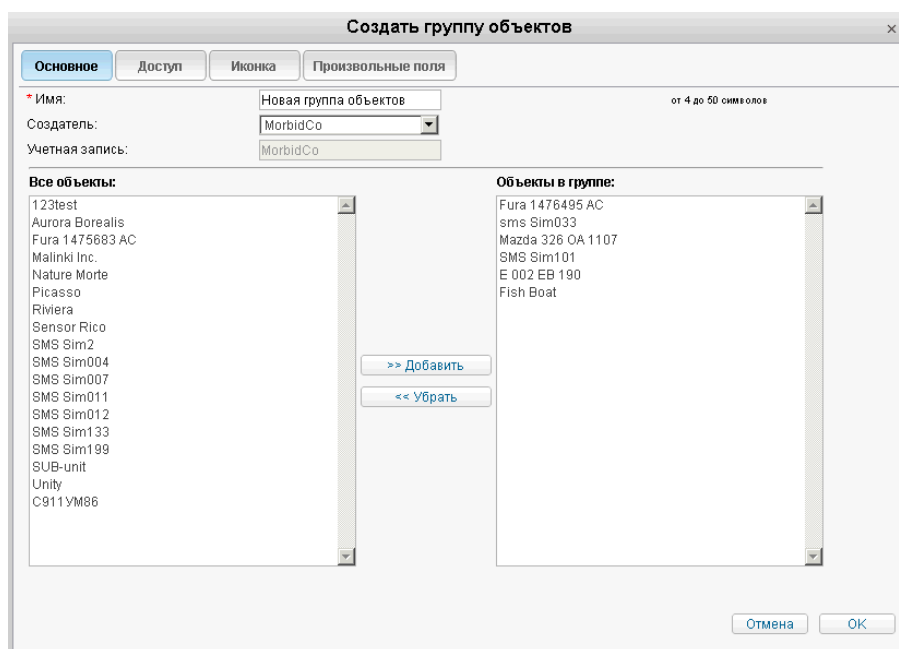 Создать группу объектов
Основное Доступ Иконка Произвольные поля
* Имя: Новая группа объектов от 4 до 50 символов
Создатель: MorbidCo
Учетная запись: MorbidCo
Все объекты:
123test
Aurora Borealis
Fura 1475683 AC
Malinki Inc.
Nature Morte
Picasso
Riviera
Sensor Rico
SMS Sim2
SMS Sim004
SMS Sim007
SMS Sim011
SMS Sim012
SMS Sim133
SMS Sim199
SUB-unit
Unity
С911УМ86
>> Добавить
<< Убрать
Объекты в группе:
Fura 1476495 AC
sms Sim033
Mazda 326 OA 1107
SMS Sim101
E 002 EB 190
Fish Boat
Отмена OK